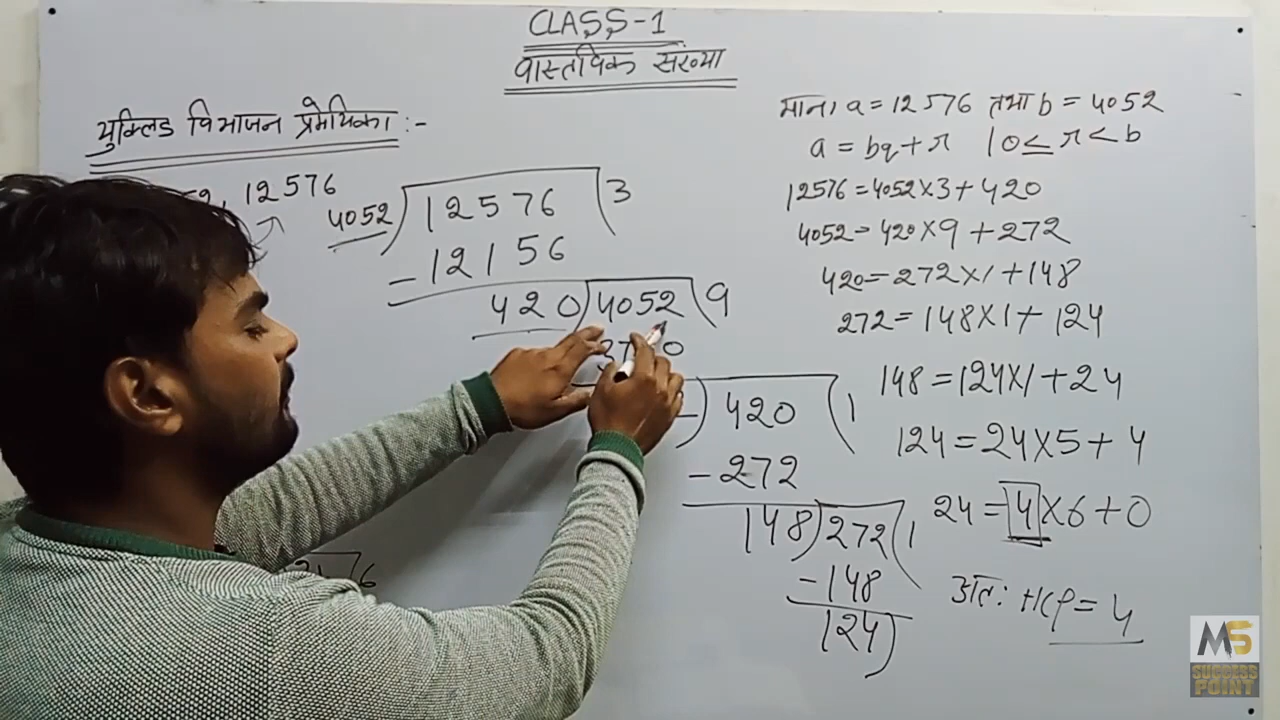 CLASS-1
वास्तविक संख्या
युक्लिड विभाजन प्रमेयिका :-
12576
4052 ) 12576 ( 3
- 12156
420 ) 4052 ( 9
) 420 ( 1
- 272
148 ) 272 ( 1
- 148
124 )
माना a = 12576 तथा b = 4052
a = bq + r | 0 ≤ r < b
12576 = 4052 × 3 + 420
4052 = 420 × 9 + 272
420 = 272 × 1 + 148
272 = 148 × 1 + 124
148 = 124 × 1 + 24
124 = 24 × 5 + 4
24 = 4 × 6 + 0
अतः HCF = 4
MS
SUCCESS
POINT